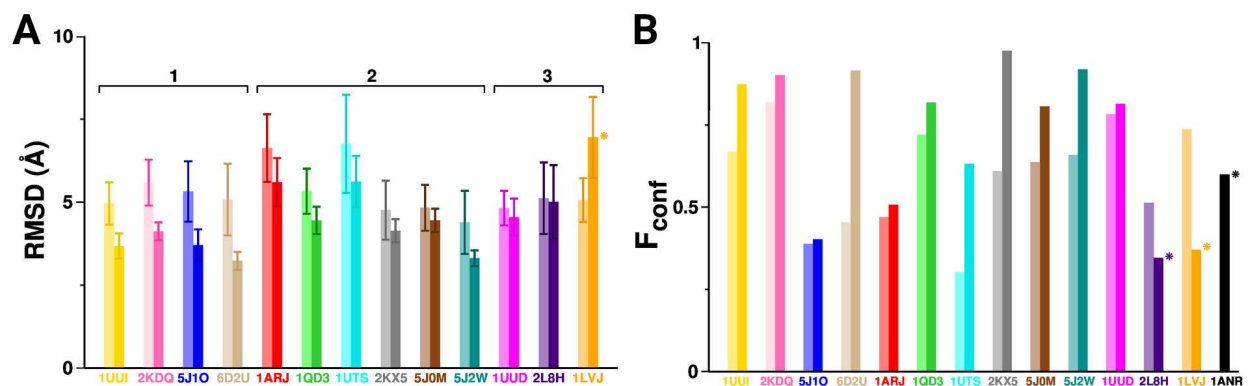 A
RMSD (Å)
10
5
0
1
2
3
*
1UUI 2KDQ 5J1O 6D2U 1ARJ 1QD3 1UTS 2KX5 5J0M 5J2W 1UUD 2L8H 1LVJ
B
Fconf
1
0.5
0
*
*
*
1UUI 2KDQ 5J1O 6D2U 1ARJ 1QD3 1UTS 2KX5 5J0M 5J2W 1UUD 2L8H 1LVJ 1ANR